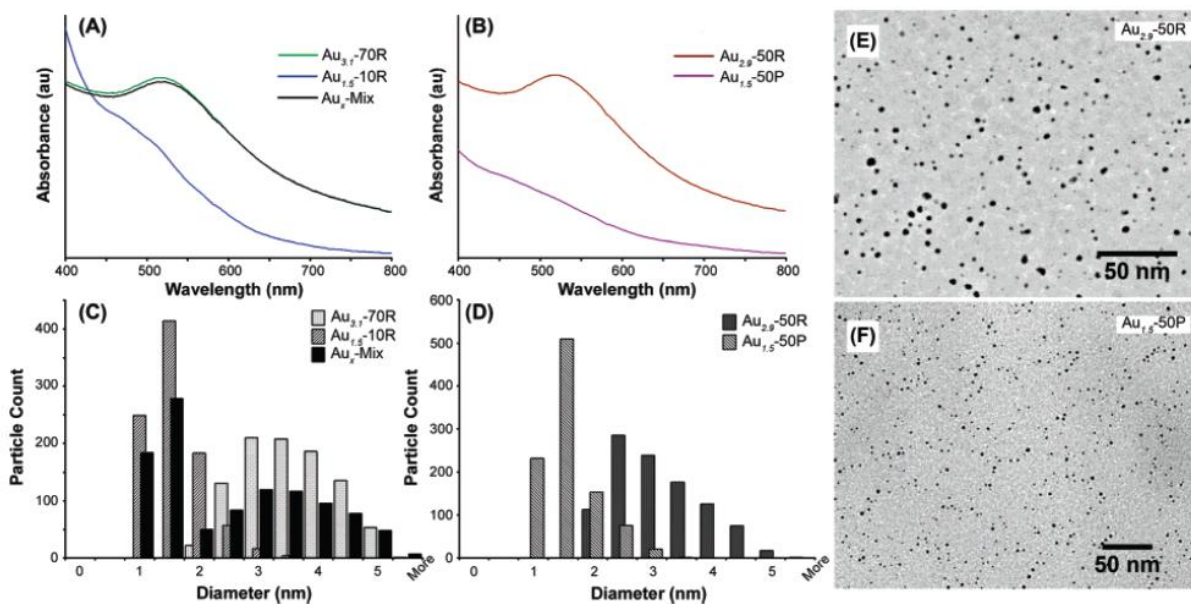 (A)
Au3.1-70R
Au1.5-10R
Aux-Mix
Absorbance (au)
400 500 600 700 800
Wavelength (nm)
(B)
Au2.9-50R
Au1.5-50P
Absorbance (au)
400 500 600 700 800
Wavelength (nm)
(C)
Au3.1-70R
Au1.5-10R
Aux-Mix
Particle Count
400
300
200
100
0
0 1 2 3 4 5 More
Diameter (nm)
(D)
Au2.9-50R
Au1.5-50P
Particle Count
600
500
400
300
200
100
0
0 1 2 3 4 5 More
Diameter (nm)
(E)
Au2.9-50R
50 nm
(F)
Au1.5-50P
50 nm